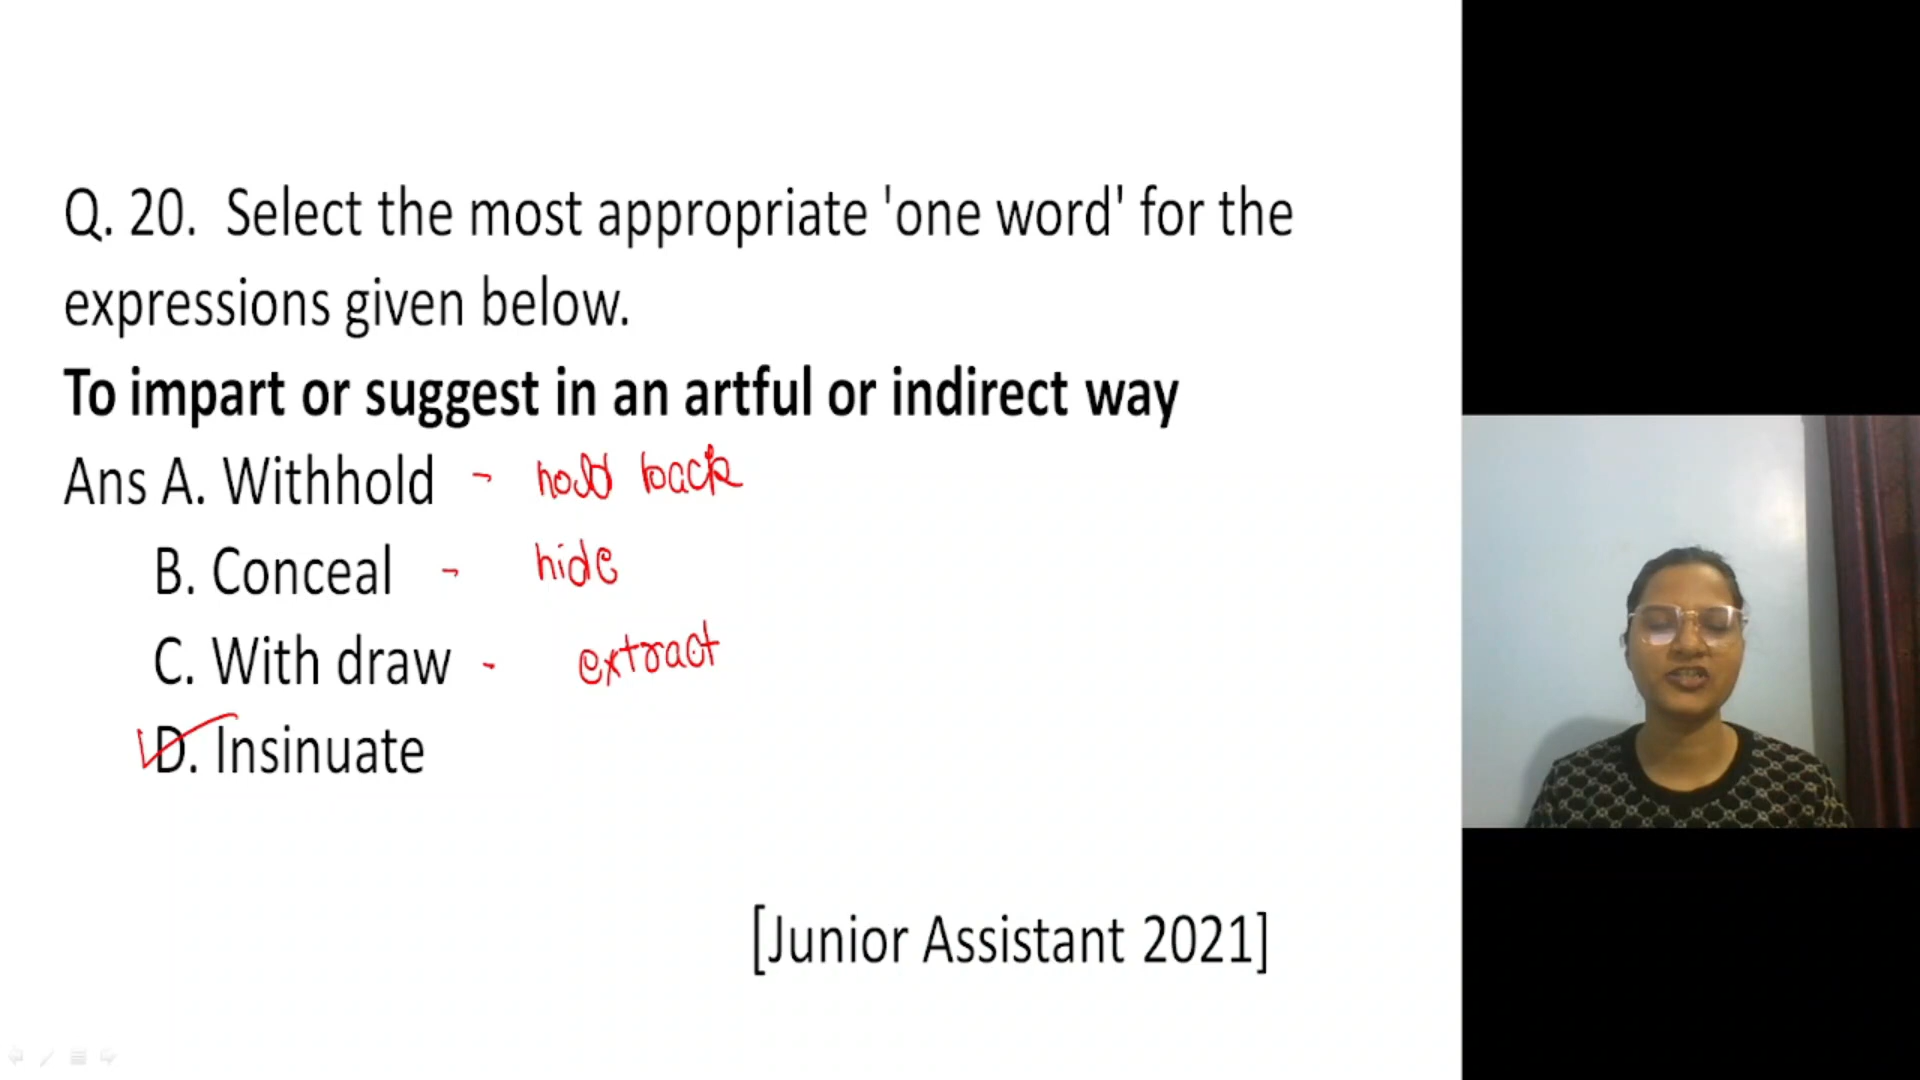 Q. 20. Select the most appropriate 'one word' for the
expressions given below.
To impart or suggest in an artful or indirect way
Ans A. Withhold - hold back
B. Conceal - hide
C. With draw - extract
D. Insinuate
[Junior Assistant 2021]